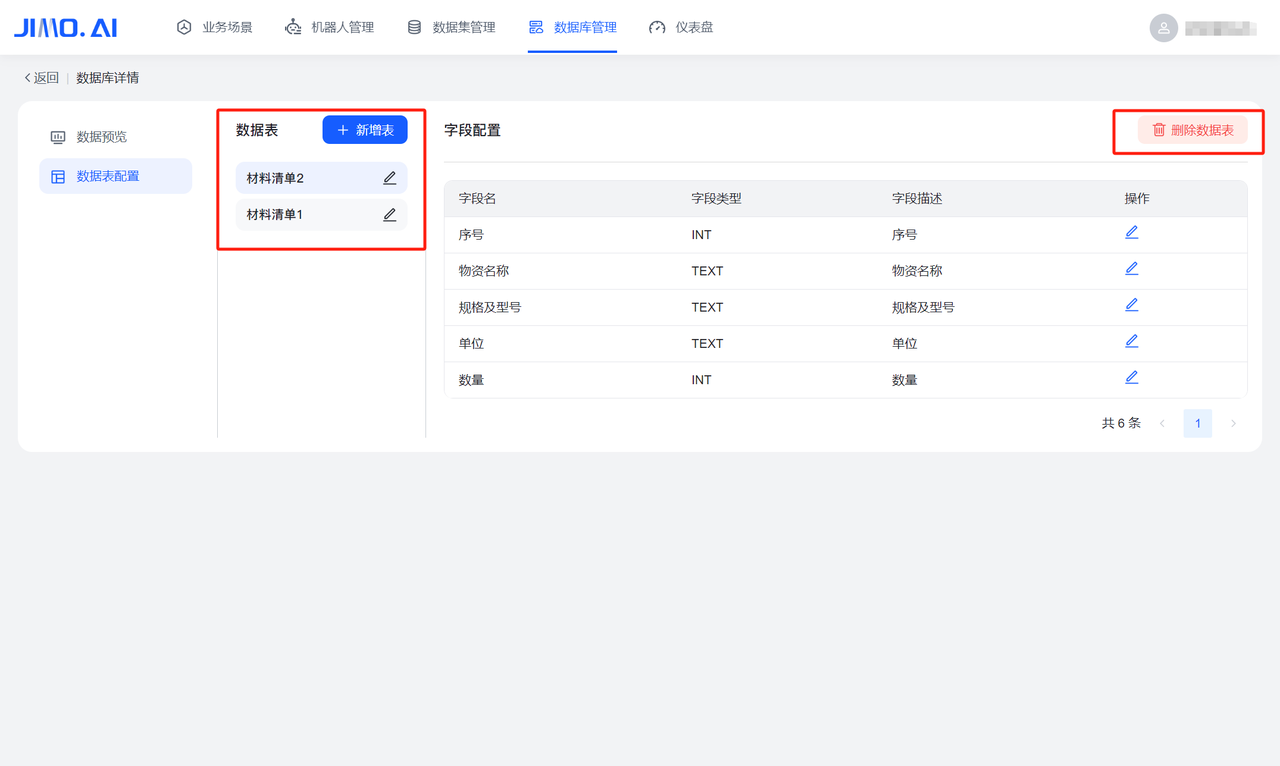 JIMO.AI 业务场景 机器人管理 数据集管理 数据库管理 仪表盘
返回 | 数据库详情
数据预览
数据表配置
数据表 + 新增表
材料清单2
材料清单1
字段配置 删除数据表
字段名 字段类型 字段描述 操作
序号 INT 序号
物资名称 TEXT 物资名称
规格及型号 TEXT 规格及型号
单位 TEXT 单位
数量 INT 数量
共 6 条 < 1 >